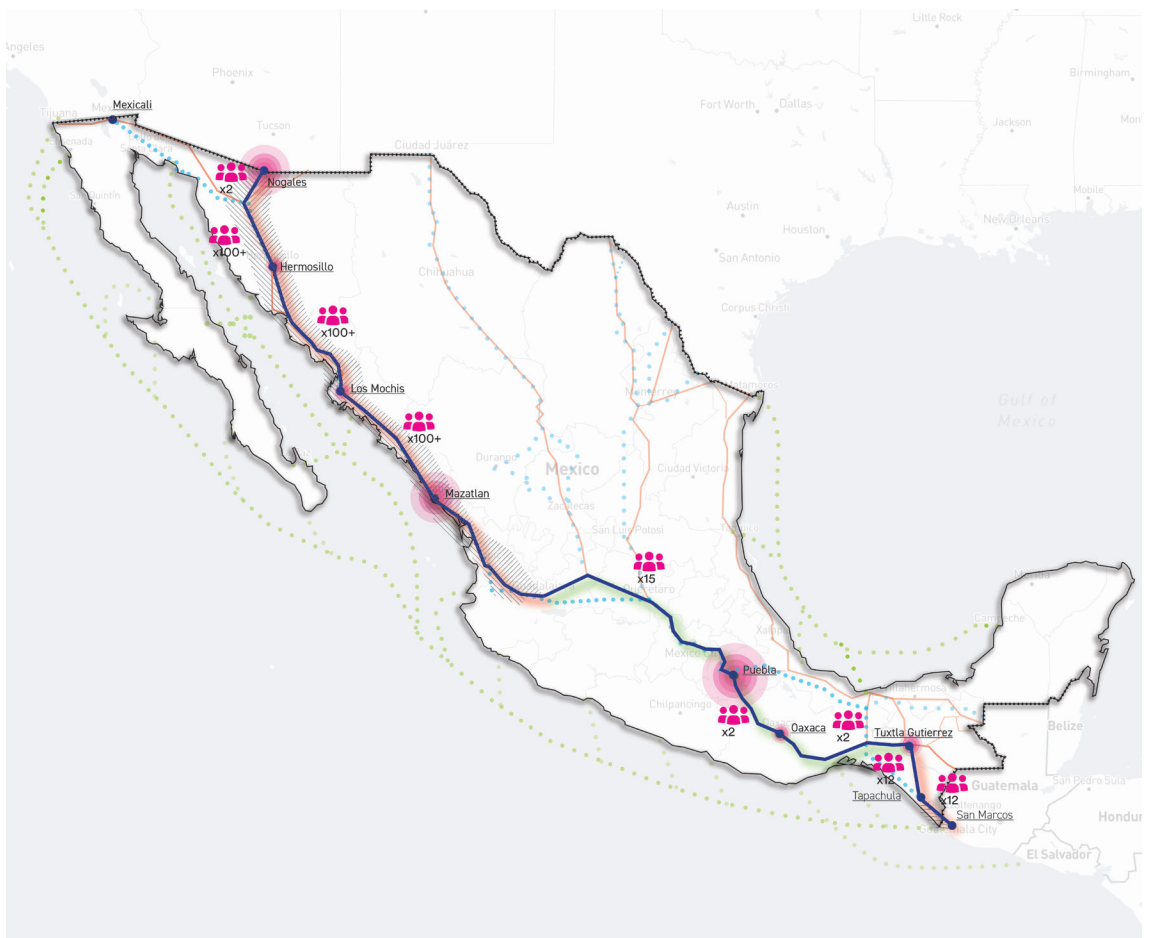 Little Rock
Angeles
Phoenix
Birmingham
Mexicali
Fort Worth
Dallas
Tijuana
Jackson
Tucson
Ciudad Juárez
x2
Nogales
Mobile
San Quintín
Austin
New Orleans
Houston
x100+
San Antonio
Hermosillo
Chihuahua
Corpus Christi
x100+
Los Mochis
Monterrey
Gulf of
Mexico
x100+
Durango
Mexico
Ciudad Victoria
Mazatlan
Zacatecas
San Luis Potosí
x15
Puebla
Chilpancingo
x2
Oaxaca
x2
Tuxtla Gutierrez
Belize
x12
Tapachula
x12
Guatemala
San Pedro Sula
San Marcos
Hondur
El Salvador